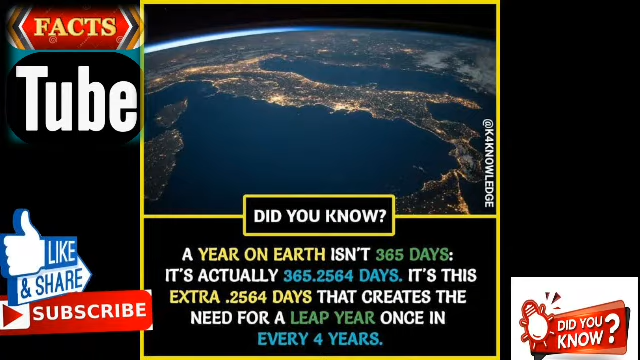 FACTS
Tube
LIKE
& SHARE
SUBSCRIBE
@K4KNOWLEDGE
DID YOU KNOW?
A YEAR ON EARTH ISN'T 365 DAYS:
IT'S ACTUALLY 365.2564 DAYS. IT'S THIS
EXTRA .2564 DAYS THAT CREATES THE
NEED FOR A LEAP YEAR ONCE IN
EVERY 4 YEARS.
DID YOU
KNOW?